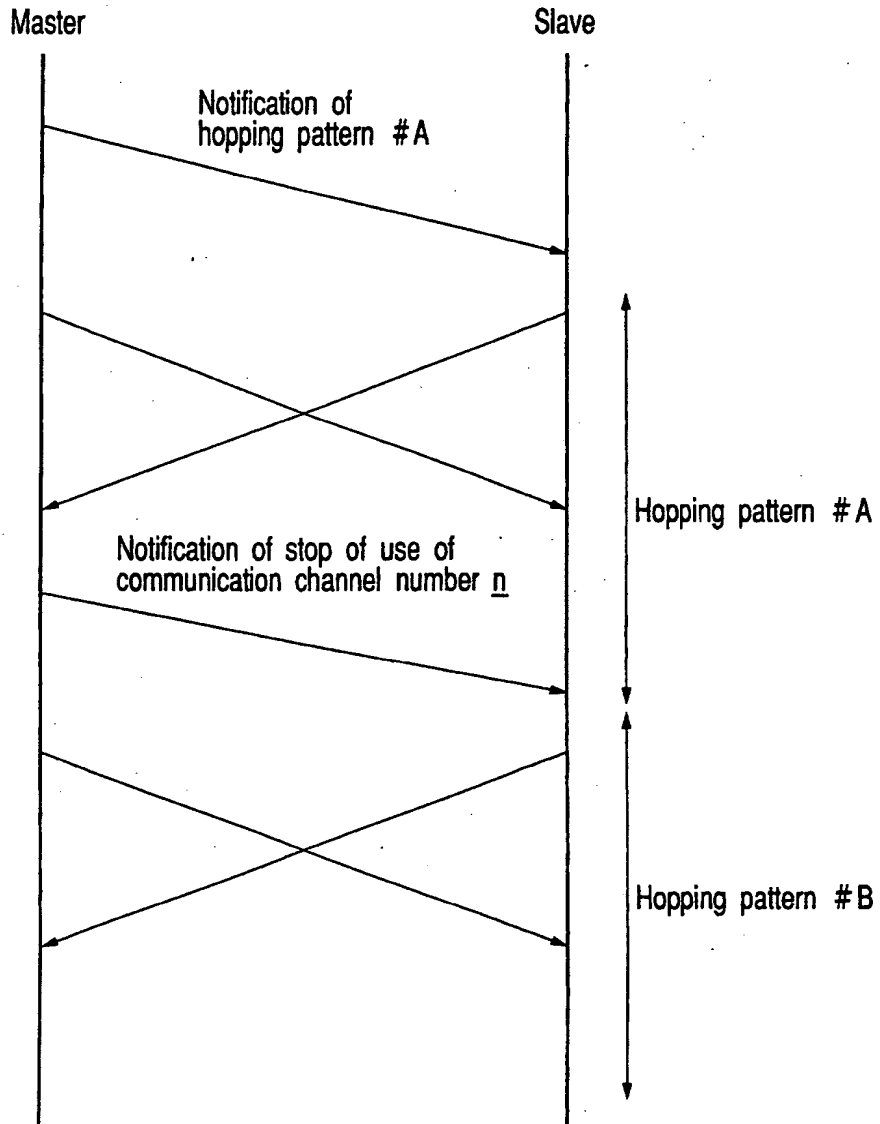 Master
Slave
Notification of
hopping pattern #A
Hopping pattern #A
Notification of stop of use of
communication channel number n
Hopping pattern #B